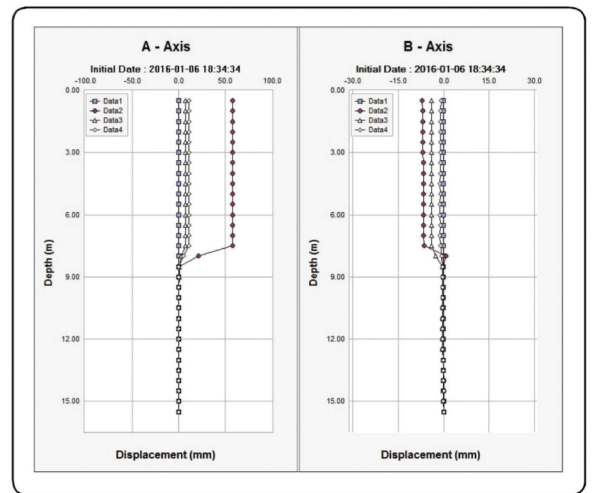 A - Axis
Initial Date : 2016-01-06 18:34:34
-100.0 -50.0 0.0 50.0 100.0
0.00
Data1
Data2
Data3
Data4
3.00
6.00
Depth (m)
9.00
12.00
15.00
Displacement (mm)
B - Axis
Initial Date : 2016-01-06 18:34:34
-30.0 -15.0 0.0 15.0 30.0
0.00
Data1
Data2
Data3
Data4
3.00
6.00
Depth (m)
9.00
12.00
15.00
Displacement (mm)